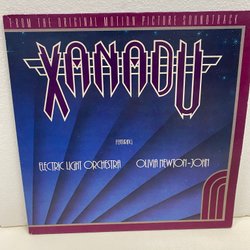 FROM THE ORIGINAL MOTION PICTURE SOUNDTRACK
XANADU
FEATURING
ELECTRIC LIGHT ORCHESTRA OLIVIA NEWTON-JOHN